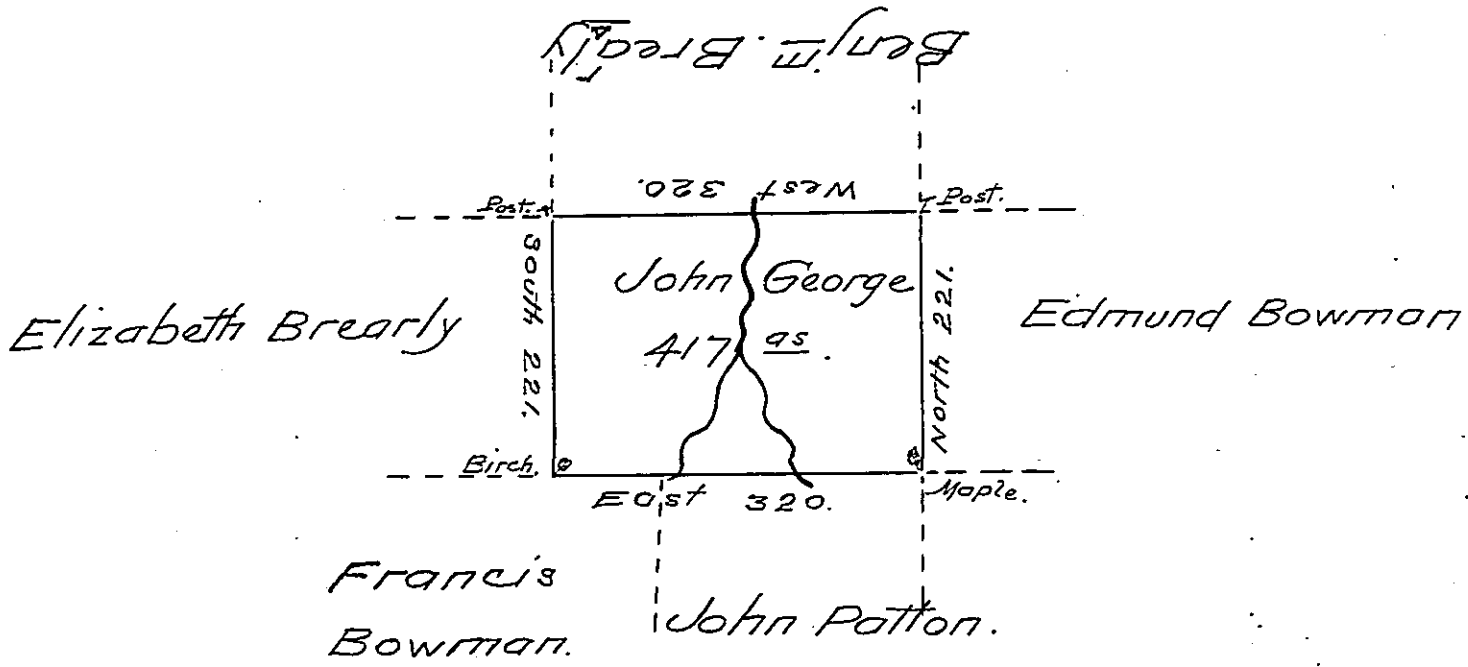 Benj.m Brearly
West 320.
Post.
Post.
South 221.
John George
417 as.
North 221.
Elizabeth Brearly
Edmund Bowman
Birch.
East 320.
Maple.
Francis
Bowman.
John Patton.